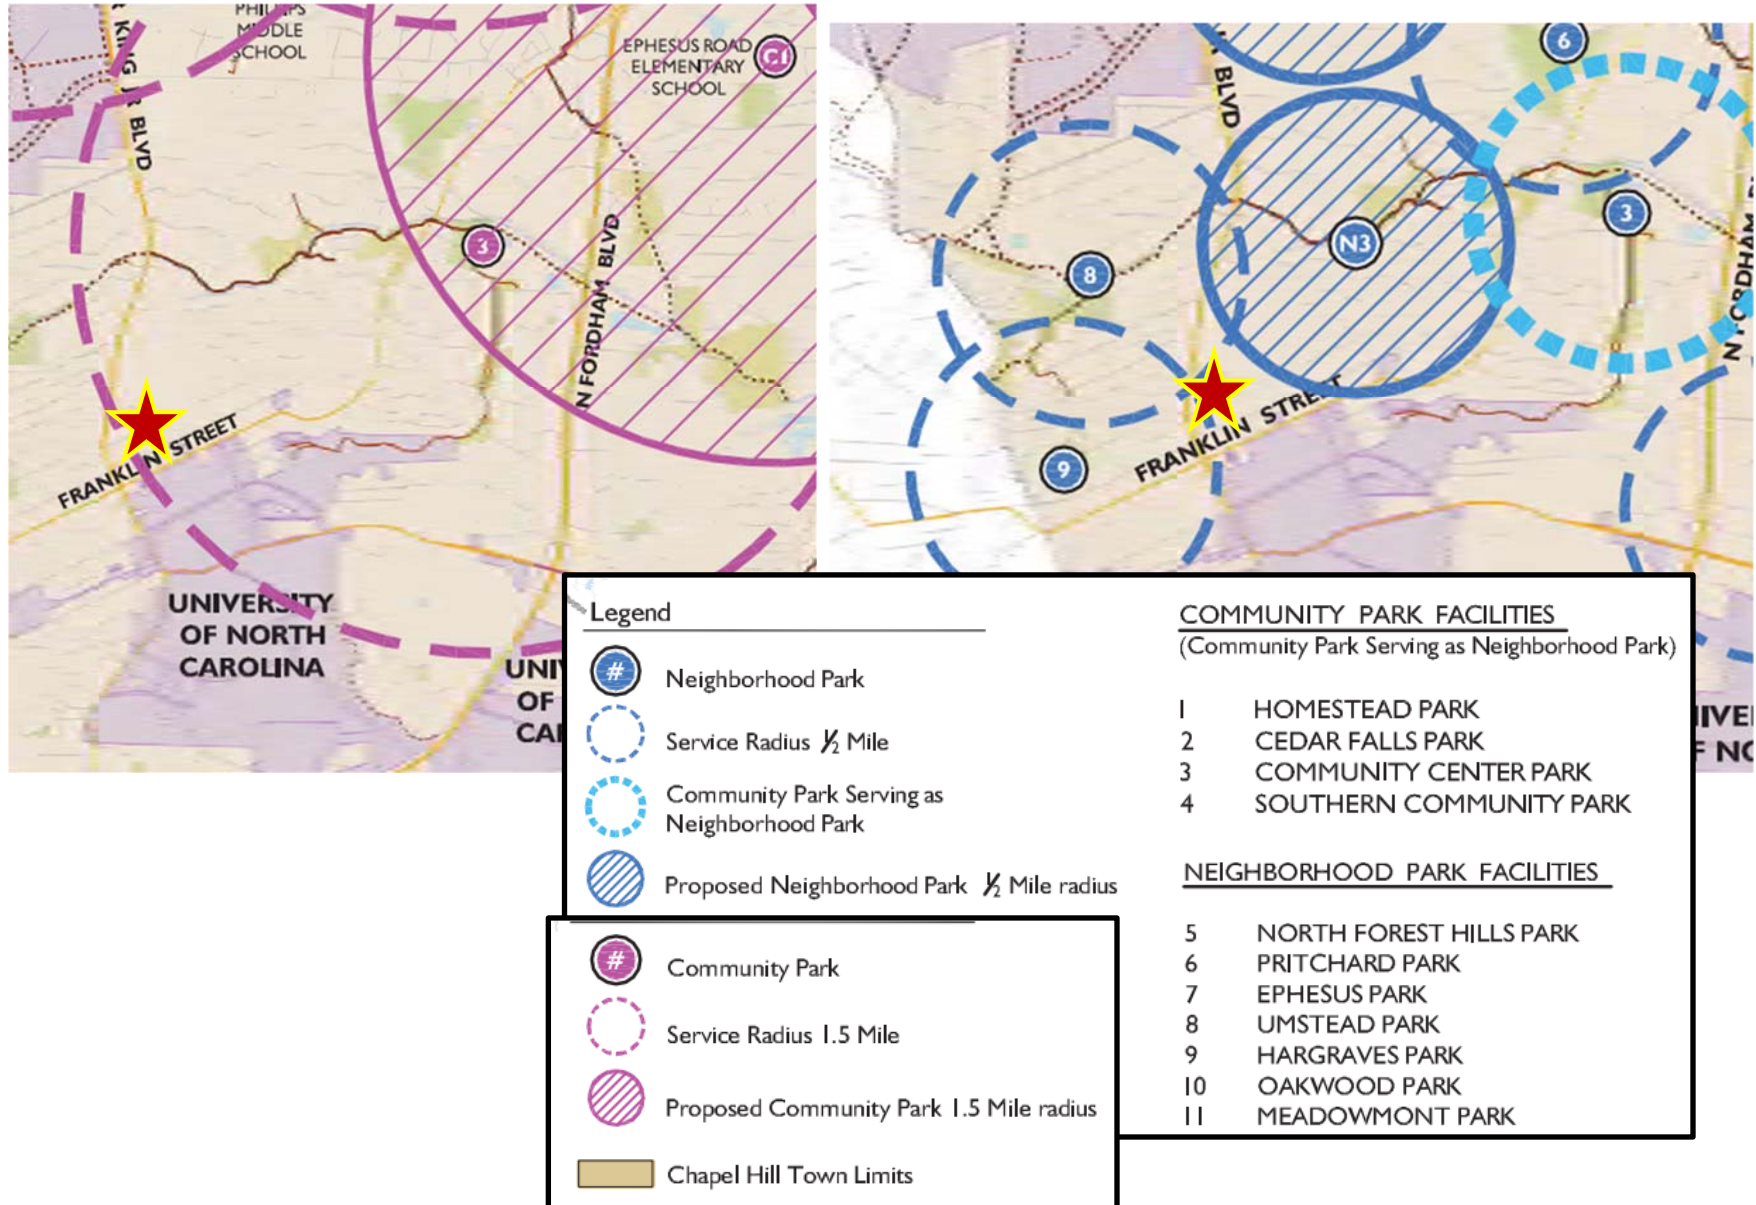 PHILLIPS
MIDDLE
SCHOOL
KING JR BLVD
EPHESUS ROAD
ELEMENTARY
SCHOOL
C1
3
N FORDHAM BLVD
FRANKLIN STREET
UNIVERSITY
OF NORTH
CAROLINA
UNI
OF
CA
BLVD
6
3
N3
8
9
N FORDHAM
FRANKLIN STREET
IVE
F NO
Legend
# Neighborhood Park
Service Radius ½ Mile
Community Park Serving as
Neighborhood Park
Proposed Neighborhood Park ½ Mile radius
# Community Park
Service Radius 1.5 Mile
Proposed Community Park 1.5 Mile radius
Chapel Hill Town Limits
COMMUNITY PARK FACILITIES
(Community Park Serving as Neighborhood Park)
1 HOMESTEAD PARK
2 CEDAR FALLS PARK
3 COMMUNITY CENTER PARK
4 SOUTHERN COMMUNITY PARK
NEIGHBORHOOD PARK FACILITIES
5 NORTH FOREST HILLS PARK
6 PRITCHARD PARK
7 EPHESUS PARK
8 UMSTEAD PARK
9 HARGRAVES PARK
10 OAKWOOD PARK
11 MEADOWMONT PARK